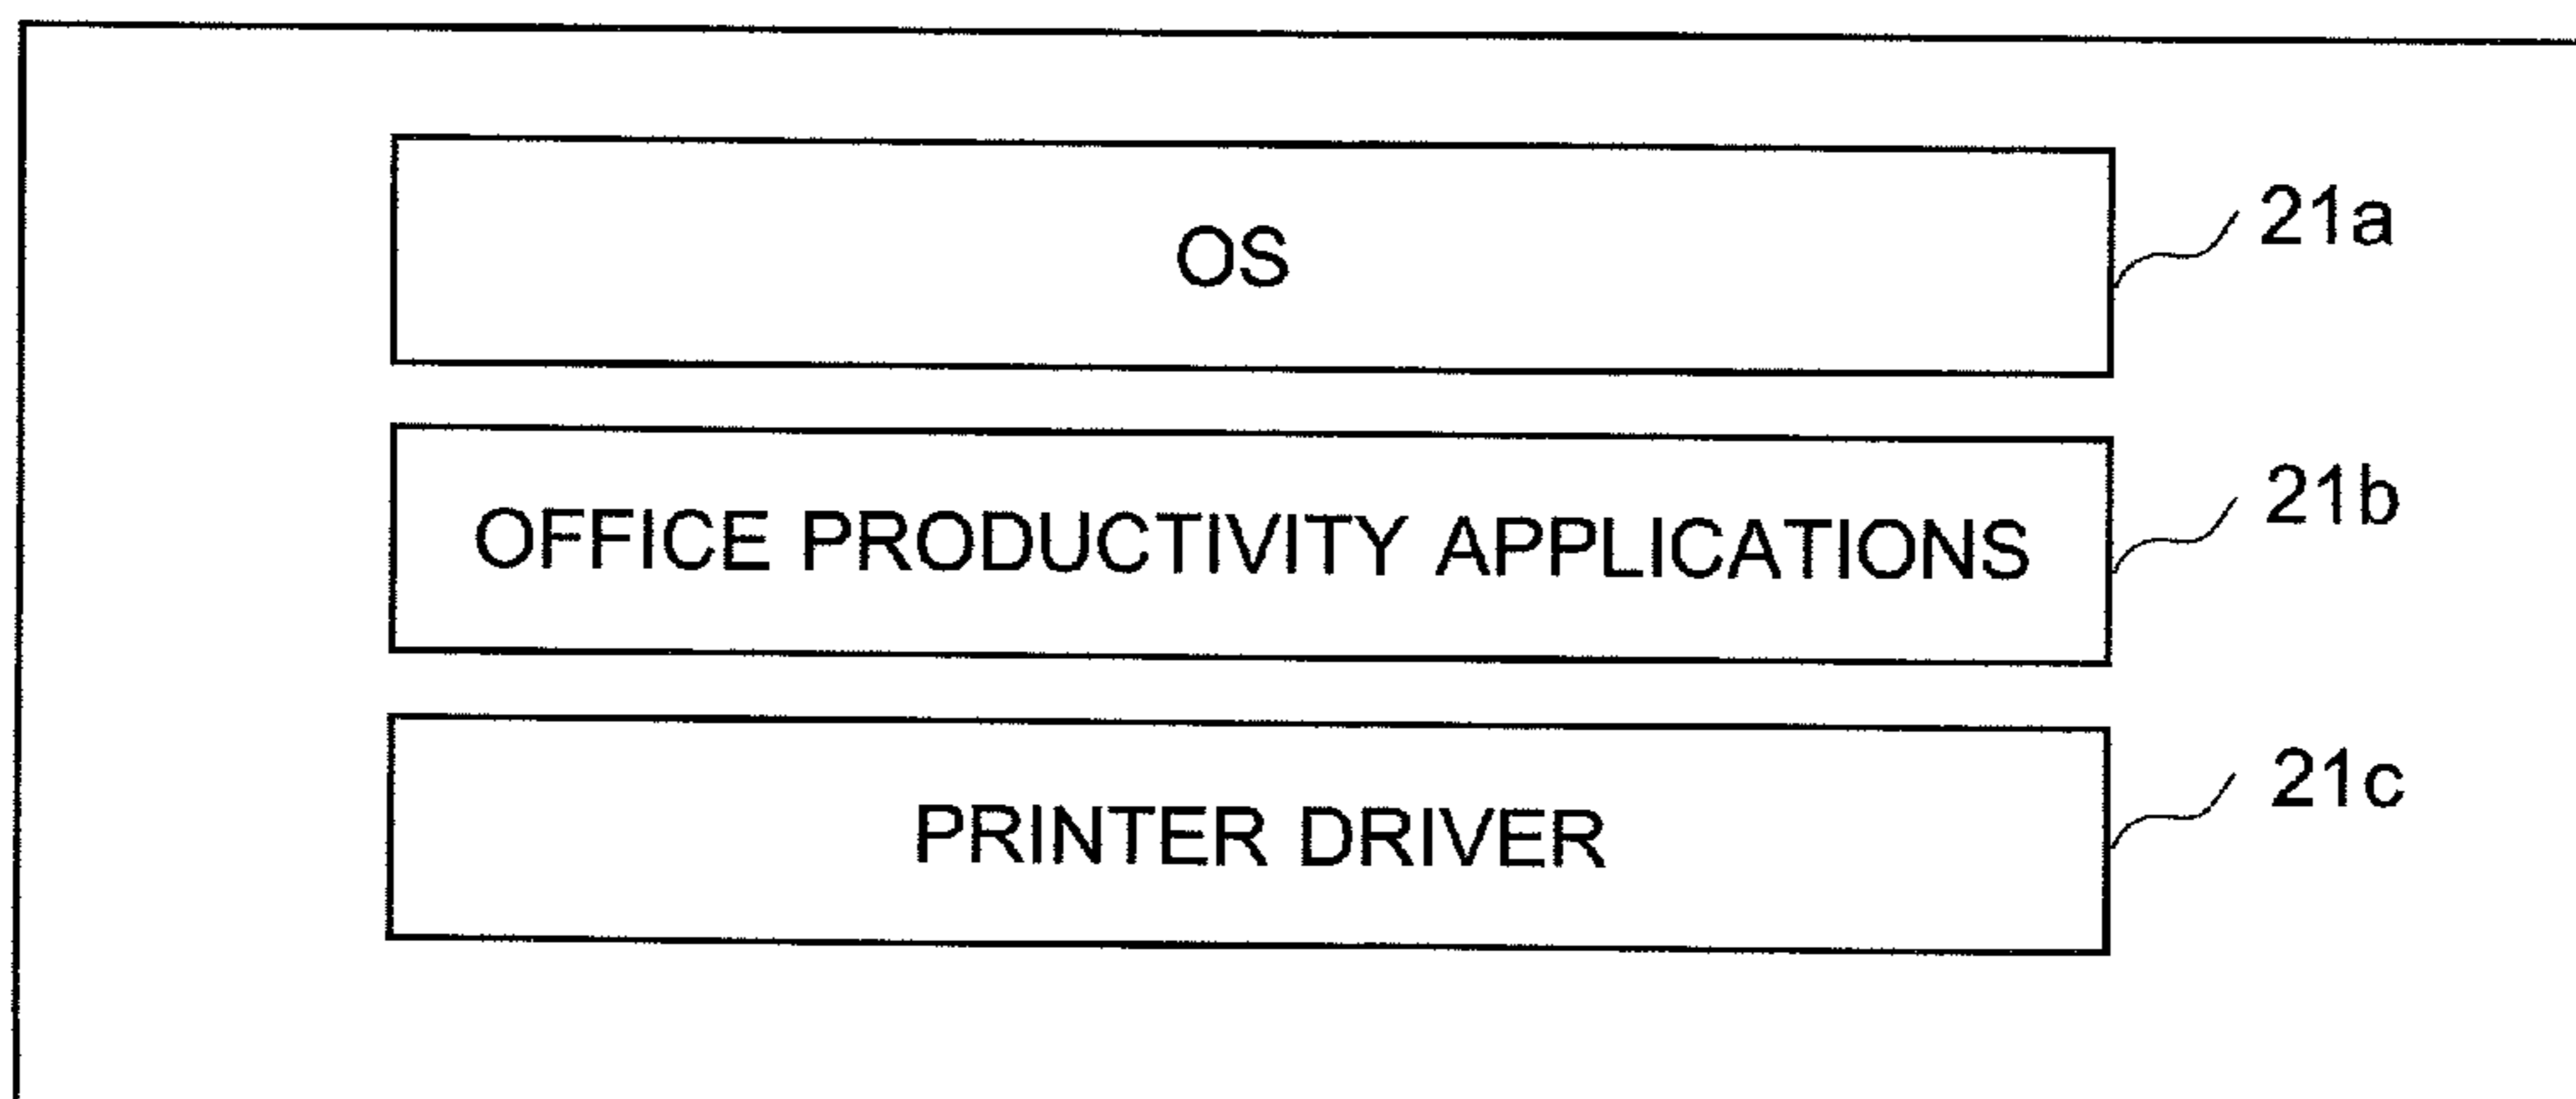 OS
21a
OFFICE PRODUCTIVITY APPLICATIONS
21b
PRINTER DRIVER
21c